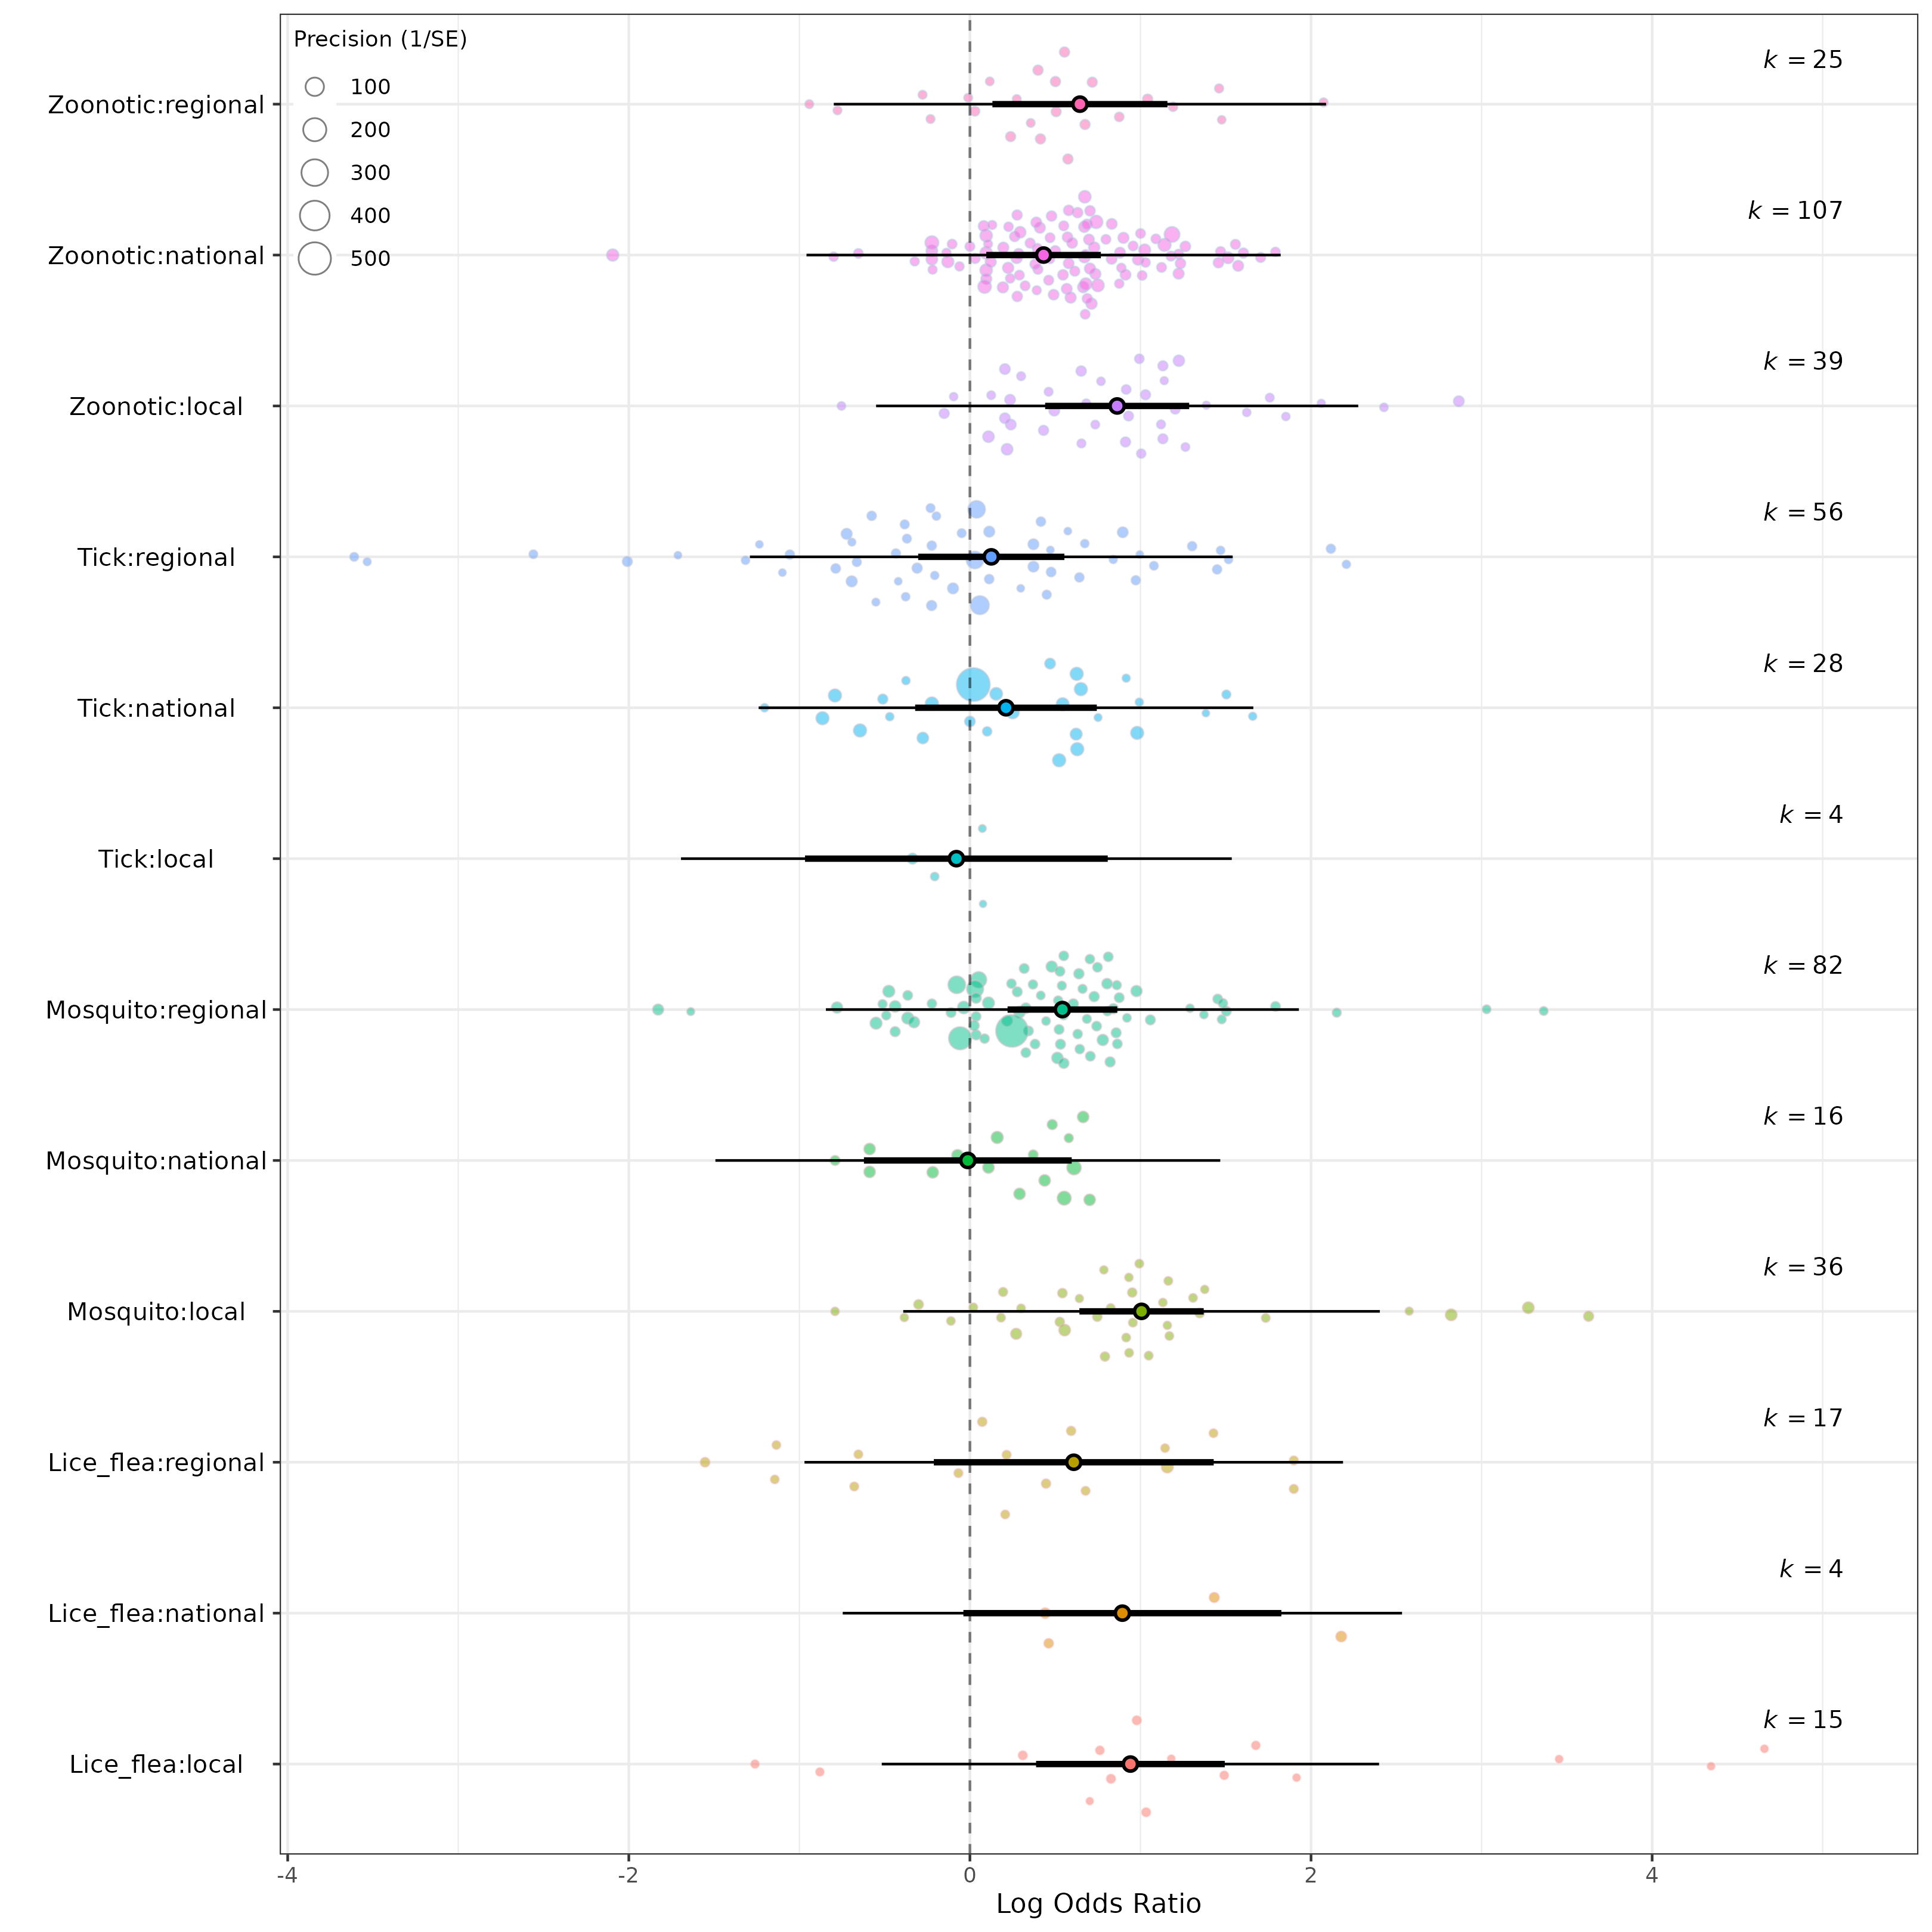 Precision (1/SE)
100
200
300
400
500
Zoonotic:regional
k = 25
Zoonotic:national
k = 107
Zoonotic:local
k = 39
Tick:regional
k = 56
Tick:national
k = 28
Tick:local
k = 4
Mosquito:regional
k = 82
Mosquito:national
k = 16
Mosquito:local
k = 36
Lice_flea:regional
k = 17
Lice_flea:national
k = 4
Lice_flea:local
k = 15
-4 -2 0 2 4
Log Odds Ratio